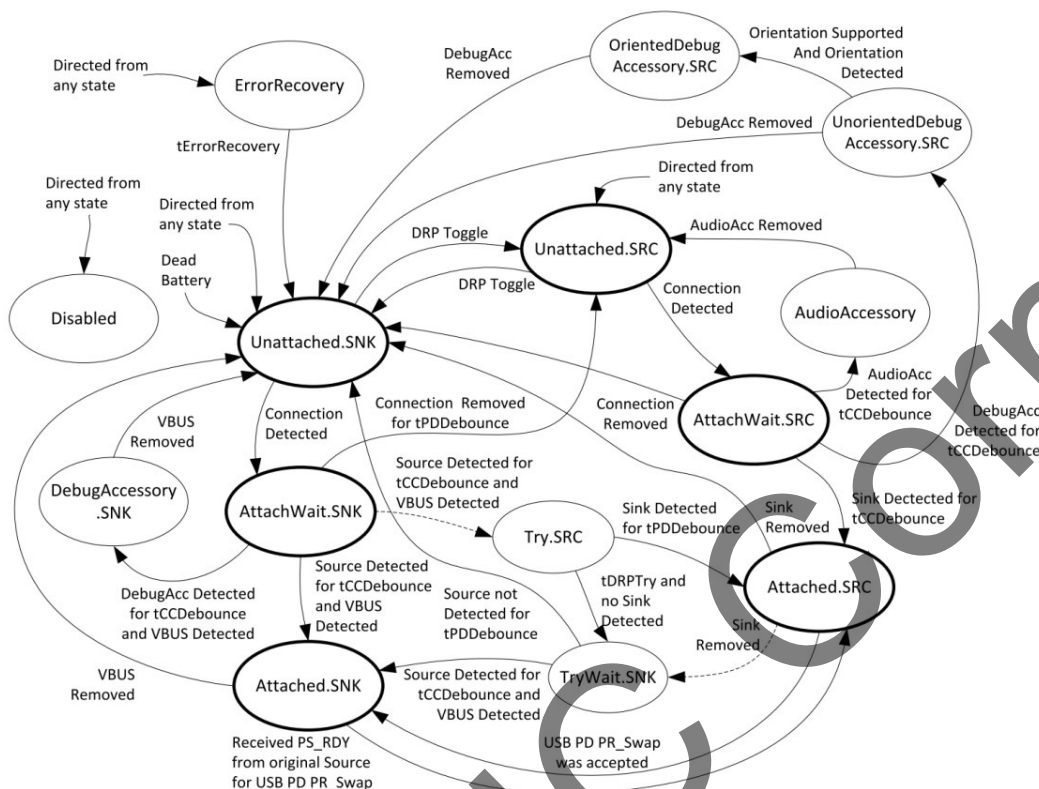 Directed from
any state
ErrorRecovery
tErrorRecovery
DebugAcc
Removed
OrientedDebug
Accessory.SRC
Orientation Supported
And Orientation
Detected
DebugAcc Removed
UnorientedDebug
Accessory.SRC
Directed from
any state
Disabled
Directed from
any state
Dead
Battery
DRP Toggle
DRP Toggle
Directed from
any state
Unattached.SRC
AudioAcc Removed
Connection
Detected
AudioAccessory
Unattached.SNK
AudioAcc
Detected for
tCCDebounce
DebugAcc
Detected for
tCCDebounce
AttachWait.SRC
Connection
Removed
VBUS
Removed
Connection
Detected
Connection Removed
for tPDDebounce
DebugAccessory
.SNK
AttachWait.SNK
Source Detected for
tCCDebounce and
VBUS Detected
Try.SRC
Sink Detected
for tPDDebounce
Sink
Removed
Sink Dectected for
tCCDebounce
Attached.SRC
DebugAcc Detected
for tCCDebounce
and VBUS Detected
Source Detected
for tCCDebounce
and VBUS
Detected
Source not
Detected for
tPDDebounce
tDRPTry and
no Sink
Detected
Sink
Removed
VBUS
Removed
Attached.SNK
Source Detected for
tCCDebounce and
VBUS Detected
TryWait.SNK
Received PS_RDY
from original Source
for USB PD PR_Swap
USB PD PR_Swap
was accepted